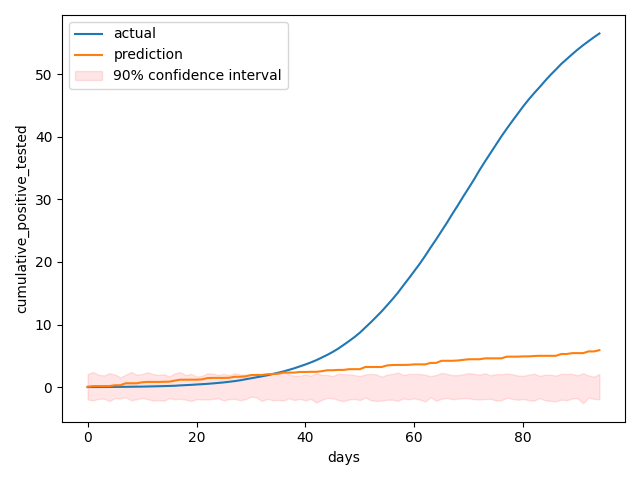 actual
prediction
90% confidence interval
cumulative_positive_tested
50
40
30
20
10
0
0 20 40 60 80
days